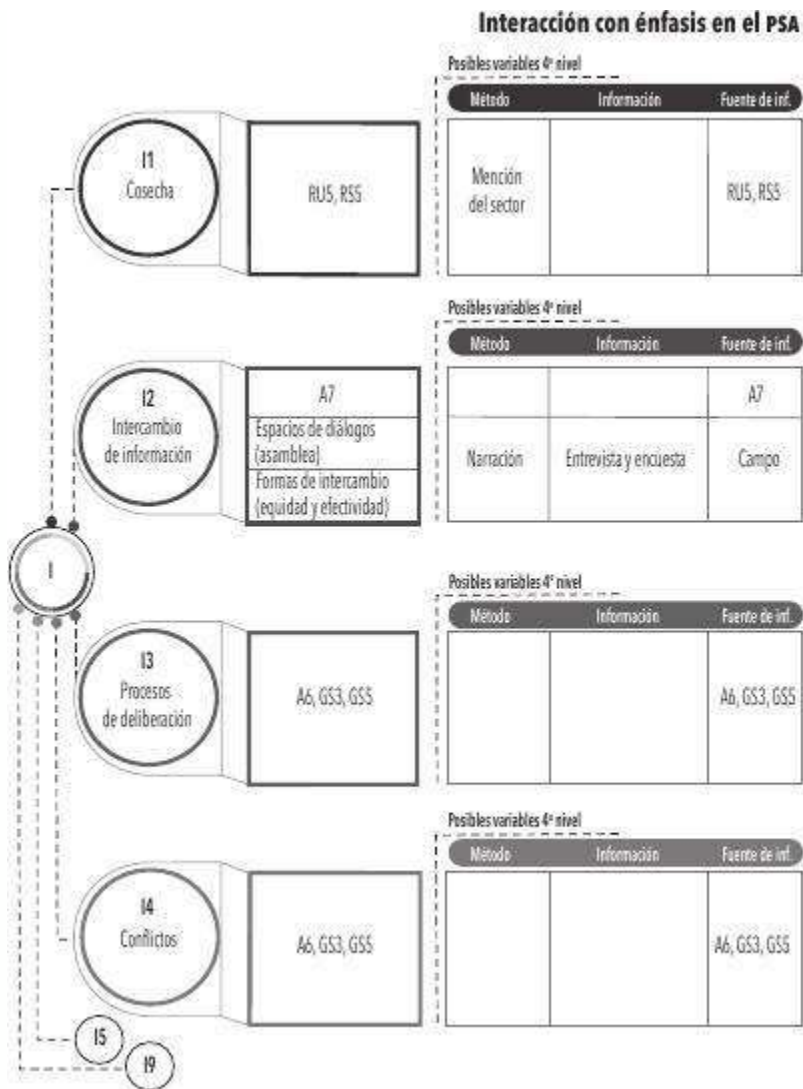 Interacción con énfasis en el PSA
Posibles variables 4º nivel
Método Información Fuente de inf.
I1
Cosecha
RU5, RS5
Mención
del sector
RU5, RS5
Posibles variables 4º nivel
Método Información Fuente de inf.
I2
Intercambio
de información
A7
Espacios de diálogos
(asamblea)
Formas de intercambio
(equidad y efectividad)
A7
Narración Entrevista y encuesta Campo
I
Posibles variables 4º nivel
Método Información Fuente de inf.
I3
Procesos
de deliberación
A6, GS3, GS5
A6, GS3, GS5
Posibles variables 4º nivel
Método Información Fuente de inf.
I4
Conflictos
A6, GS3, GS5
A6, GS3, GS5
I5
I9